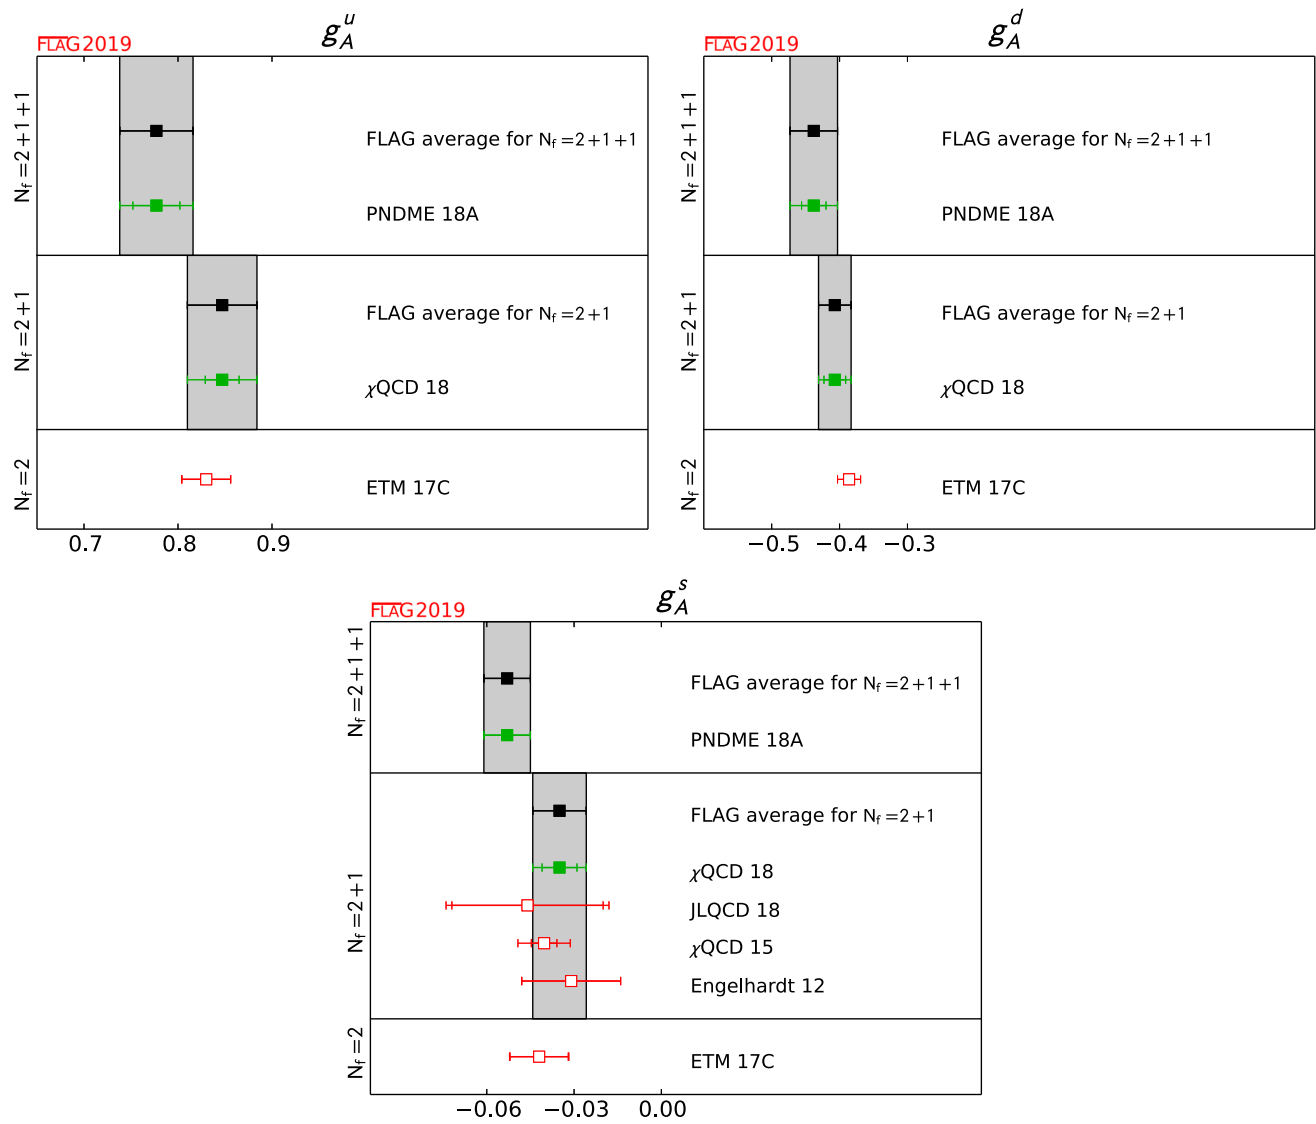 FLAG2019
g_A^u
N_f=2+1+1
FLAG average for N_f=2+1+1
PNDME 18A
N_f=2+1
FLAG average for N_f=2+1
χQCD 18
N_f=2
ETM 17C
0.7 0.8 0.9
FLAG2019
g_A^d
N_f=2+1+1
FLAG average for N_f=2+1+1
PNDME 18A
N_f=2+1
FLAG average for N_f=2+1
χQCD 18
N_f=2
ETM 17C
−0.5 −0.4 −0.3
FLAG2019
g_A^s
N_f=2+1+1
FLAG average for N_f=2+1+1
PNDME 18A
N_f=2+1
FLAG average for N_f=2+1
χQCD 18
JLQCD 18
χQCD 15
Engelhardt 12
N_f=2
ETM 17C
−0.06 −0.03 0.00